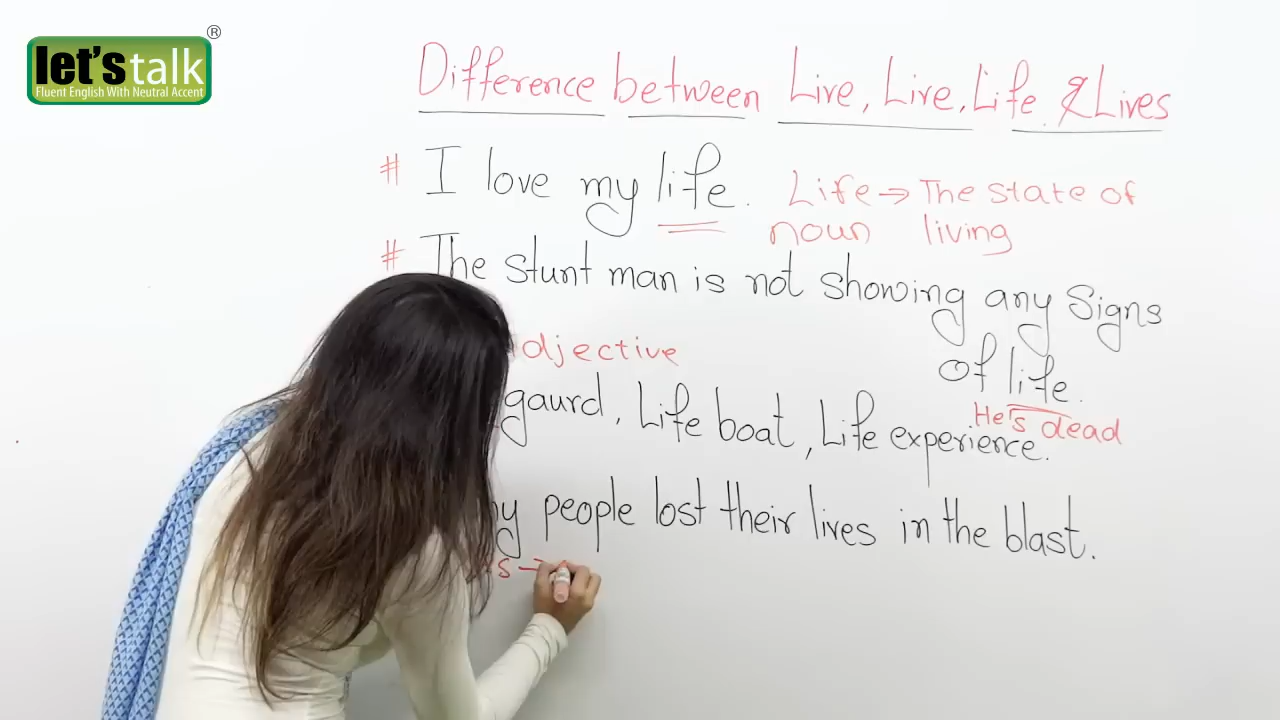 let's talk ®
Fluent English With Neutral Accent
Difference between Live, Live, Life & Lives
# I love my life. Life → The state of
noun living
# The stunt man is not showing any Signs
of life.
adjective
He's dead
gaurd, Life boat, Life experience.
people lost their lives in the blast.